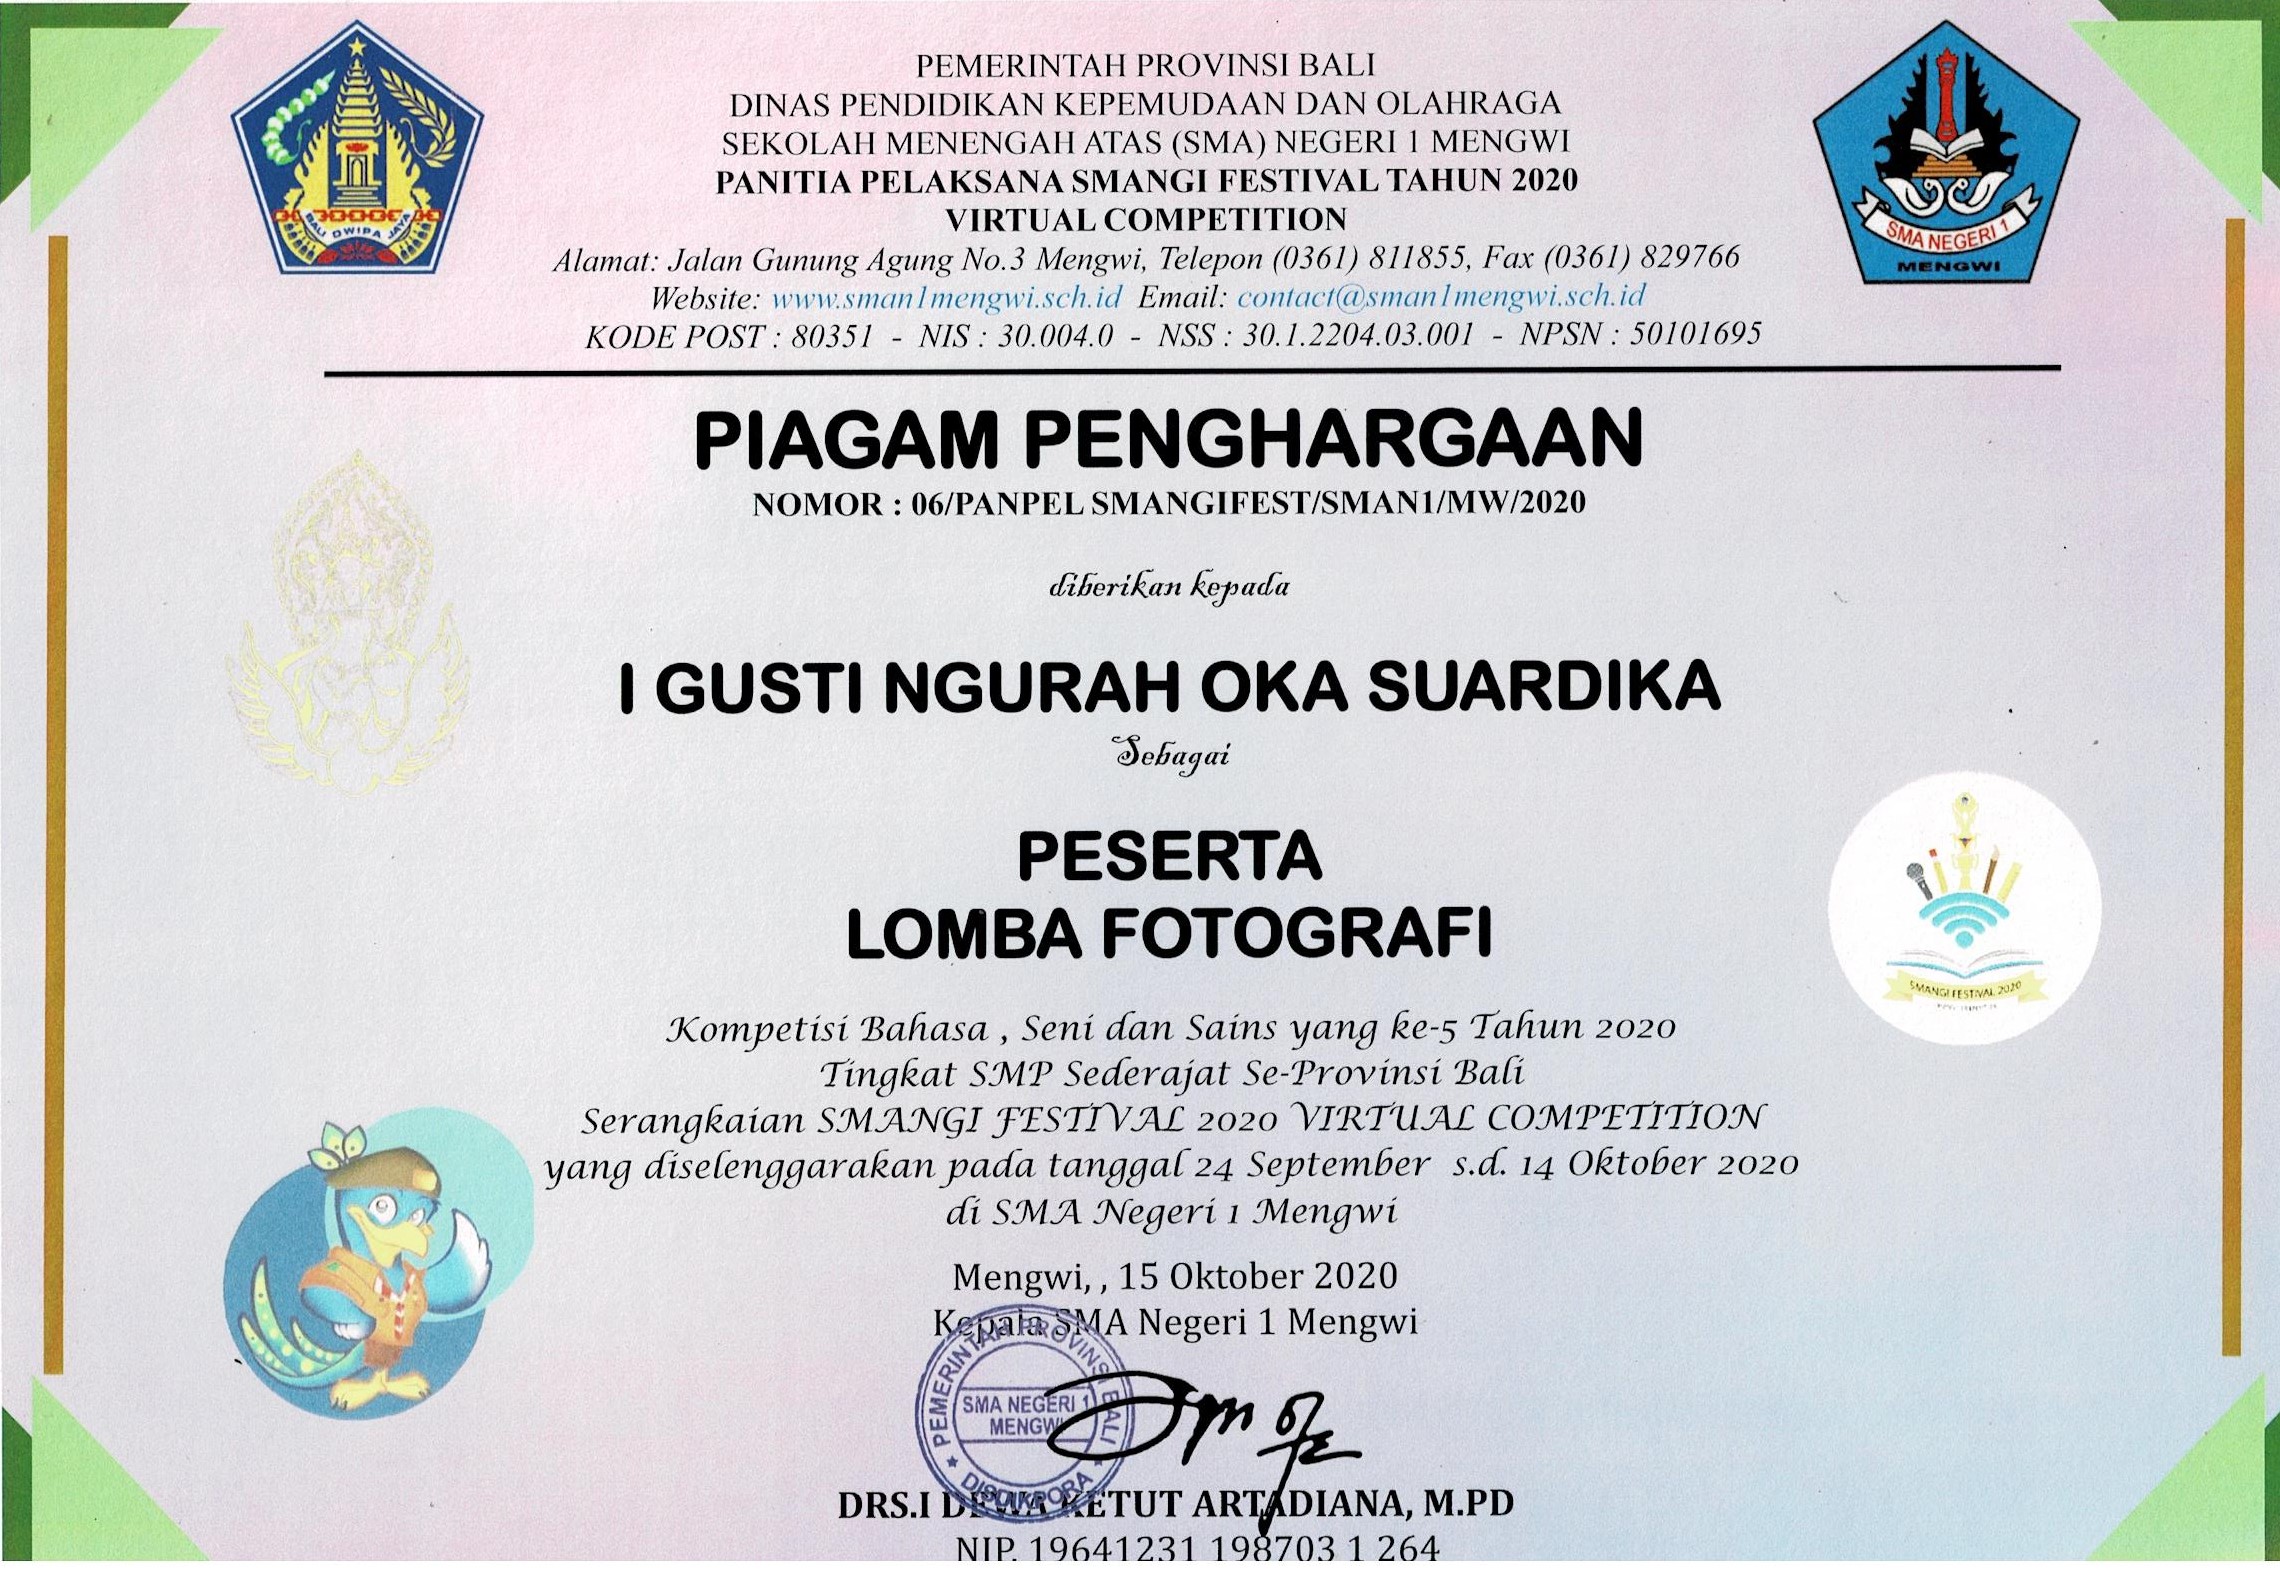 PEMERINTAH PROVINSI BALI
DINAS PENDIDIKAN KEPEMUDAAN DAN OLAHRAGA
SEKOLAH MENENGAH ATAS (SMA) NEGERI 1 MENGWI
PANITIA PELAKSANA SMANGI FESTIVAL TAHUN 2020
VIRTUAL COMPETITION
Alamat: Jalan Gunung Agung No.3 Mengwi, Telepon (0361) 811855, Fax (0361) 829766
Website: www.sman1mengwi.sch.id Email: contact@sman1mengwi.sch.id
KODE POST : 80351 - NIS : 30.004.0 - NSS : 30.1.2204.03.001 - NPSN : 50101695
BALI DWIPA JAYA
SMA NEGERI 1
MENGWI
PIAGAM PENGHARGAAN
NOMOR : 06/PANPEL SMANGIFEST/SMAN1/MW/2020
diberikan kepada
I GUSTI NGURAH OKA SUARDIKA
Sebagai
PESERTA
LOMBA FOTOGRAFI
SMANGI FESTIVAL 2020
Kompetisi Bahasa , Seni dan Sains yang ke-5 Tahun 2020
Tingkat SMP Sederajat Se-Provinsi Bali
Serangkaian SMANGI FESTIVAL 2020 VIRTUAL COMPETITION
yang diselenggarakan pada tanggal 24 September s.d. 14 Oktober 2020
di SMA Negeri 1 Mengwi
Mengwi, , 15 Oktober 2020
Kepala SMA Negeri 1 Mengwi
PEMERINTAH PROVINSI BALI
SMA NEGERI 1
MENGWI
DISDIKPORA
DRS.I DEWA KETUT ARTADIANA, M.PD
NIP. 19641231 198703 1 264